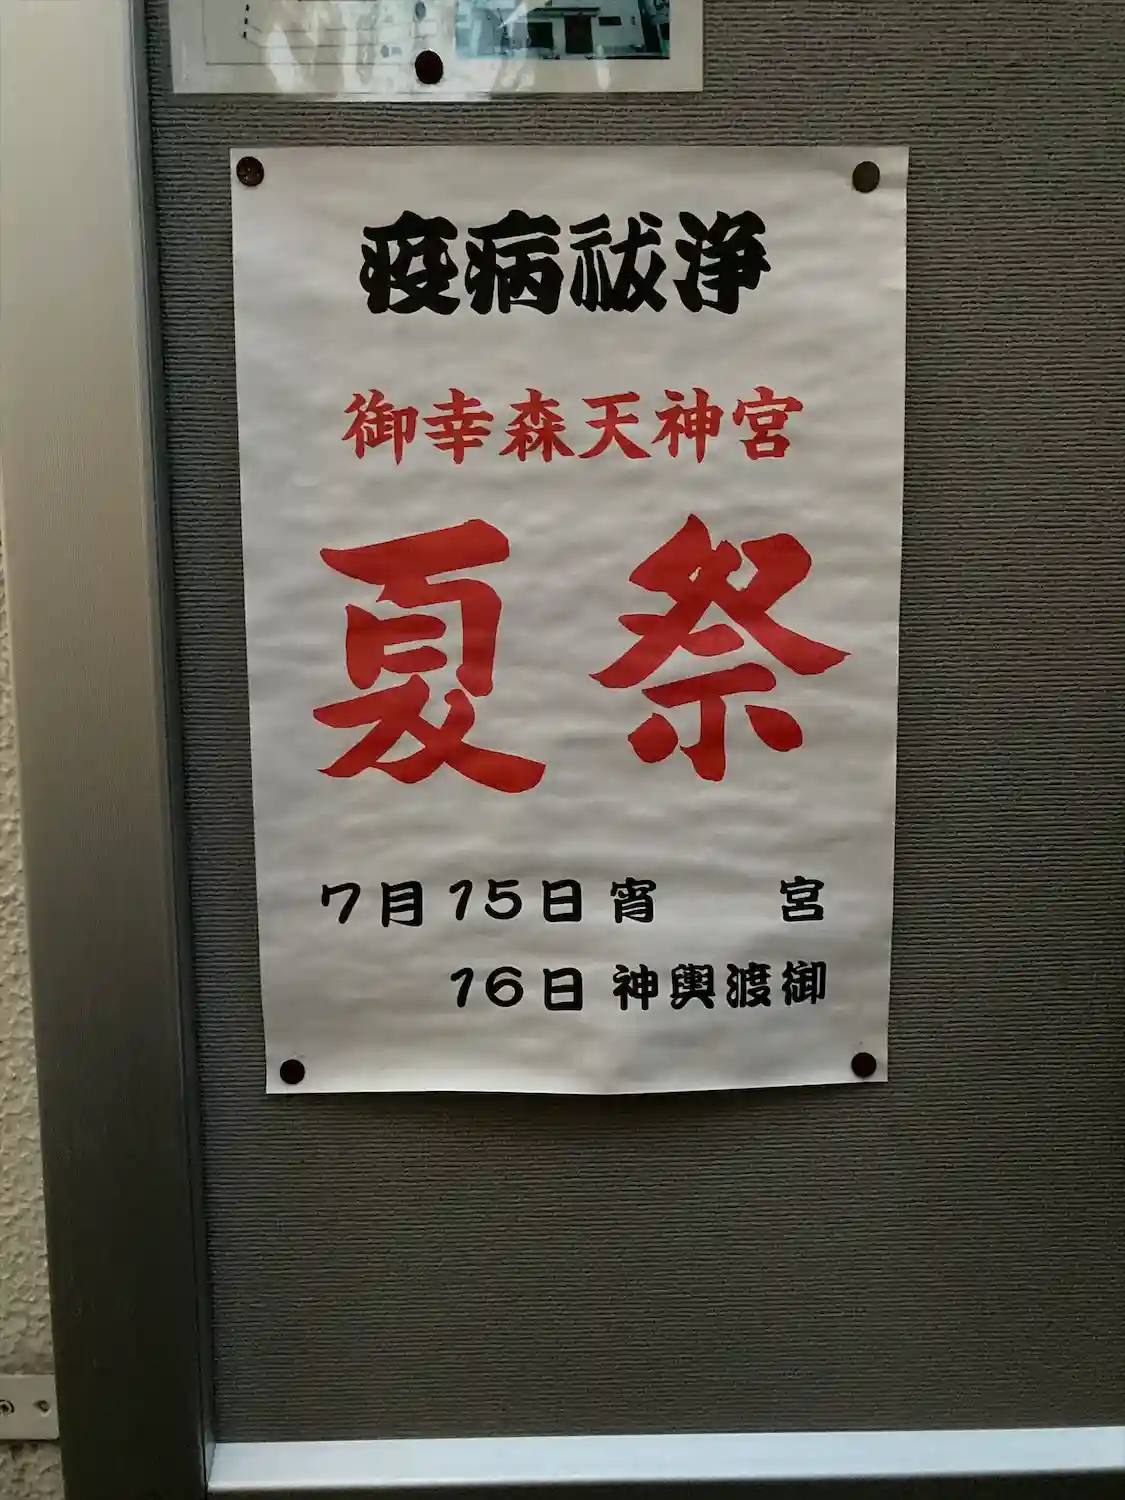 疫病祓浄
御幸森天神宮
夏祭
7月15日宵　宮
16日神輿渡御